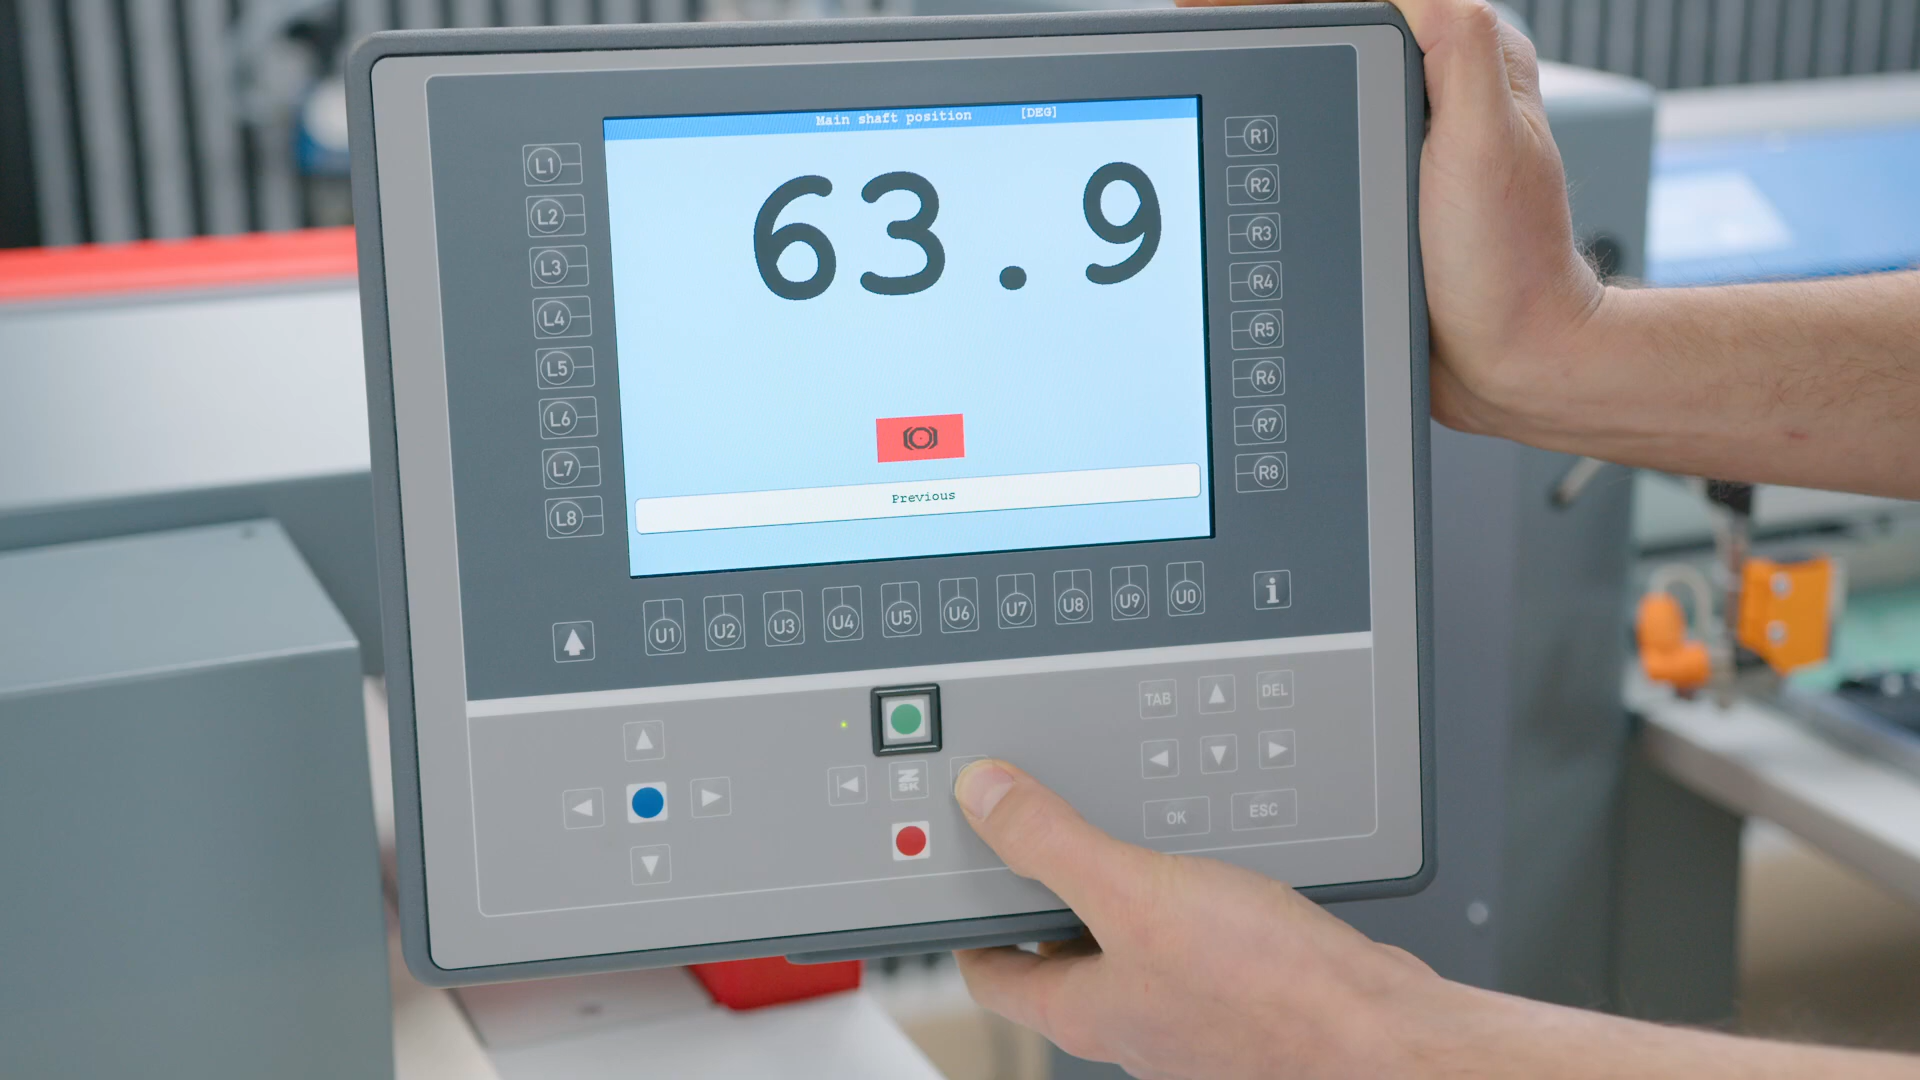 Main shaft position [DEG]
63.9
Previous
L1
L2
L3
L4
L5
L6
L7
L8
R1
R2
R3
R4
R5
R6
R7
R8
U1 U2 U3 U4 U5 U6 U7 U8 U9 U0
i
ZSK
TAB DEL
OK ESC